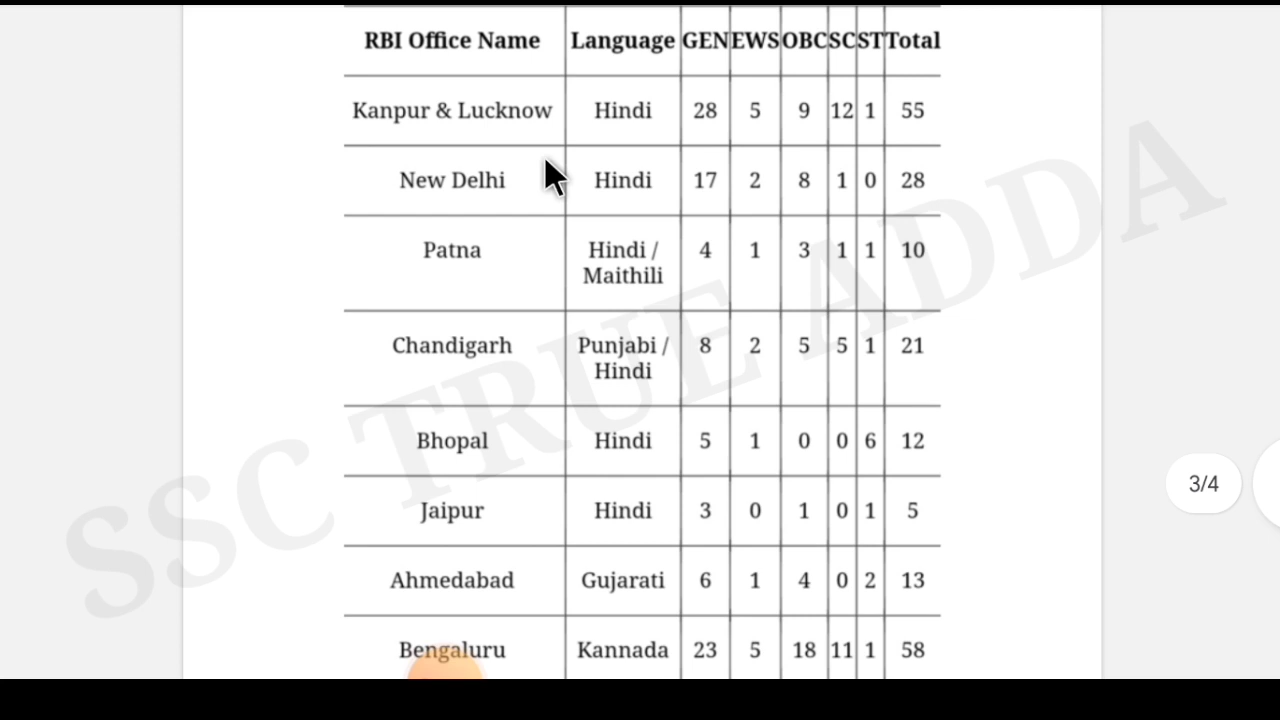 RBI Office Name Language GEN EWS OBC SC ST Total
Kanpur & Lucknow Hindi 28 5 9 12 1 55
New Delhi Hindi 17 2 8 1 0 28
Patna Hindi / 4 1 3 1 1 10
Maithili
Chandigarh Punjabi / 8 2 5 5 1 21
Hindi
Bhopal Hindi 5 1 0 0 6 12
Jaipur Hindi 3 0 1 0 1 5
Ahmedabad Gujarati 6 1 4 0 2 13
Bengaluru Kannada 23 5 18 11 1 58
SSC TRUE ADDA
3/4